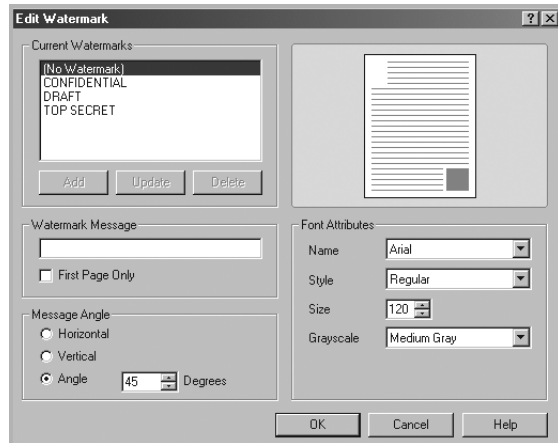 Edit Watermark
Current Watermarks
(No Watermark)
CONFIDENTIAL
DRAFT
TOP SECRET
Add Update Delete
Watermark Message
First Page Only
Message Angle
Horizontal
Vertical
Angle 45 Degrees
Font Attributes
Name Arial
Style Regular
Size 120
Grayscale Medium Gray
OK Cancel Help